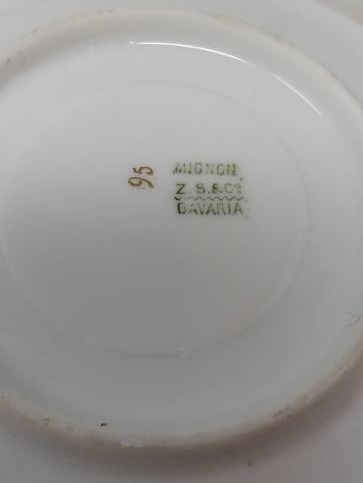 MIGNON
Z. S. & Co
BAVARIA
95